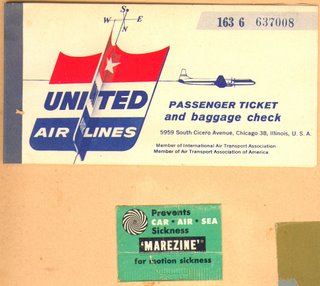 S
W E
N
163 6 637008
UNITED
AIR LINES
PASSENGER TICKET
and baggage check
5959 South Cicero Avenue, Chicago 38, Illinois, U. S. A.
Member of International Air Transport Association
Member of Air Transport Association of America
Prevents
CAR · AIR · SEA
Sickness
'MAREZINE'®
for motion sickness